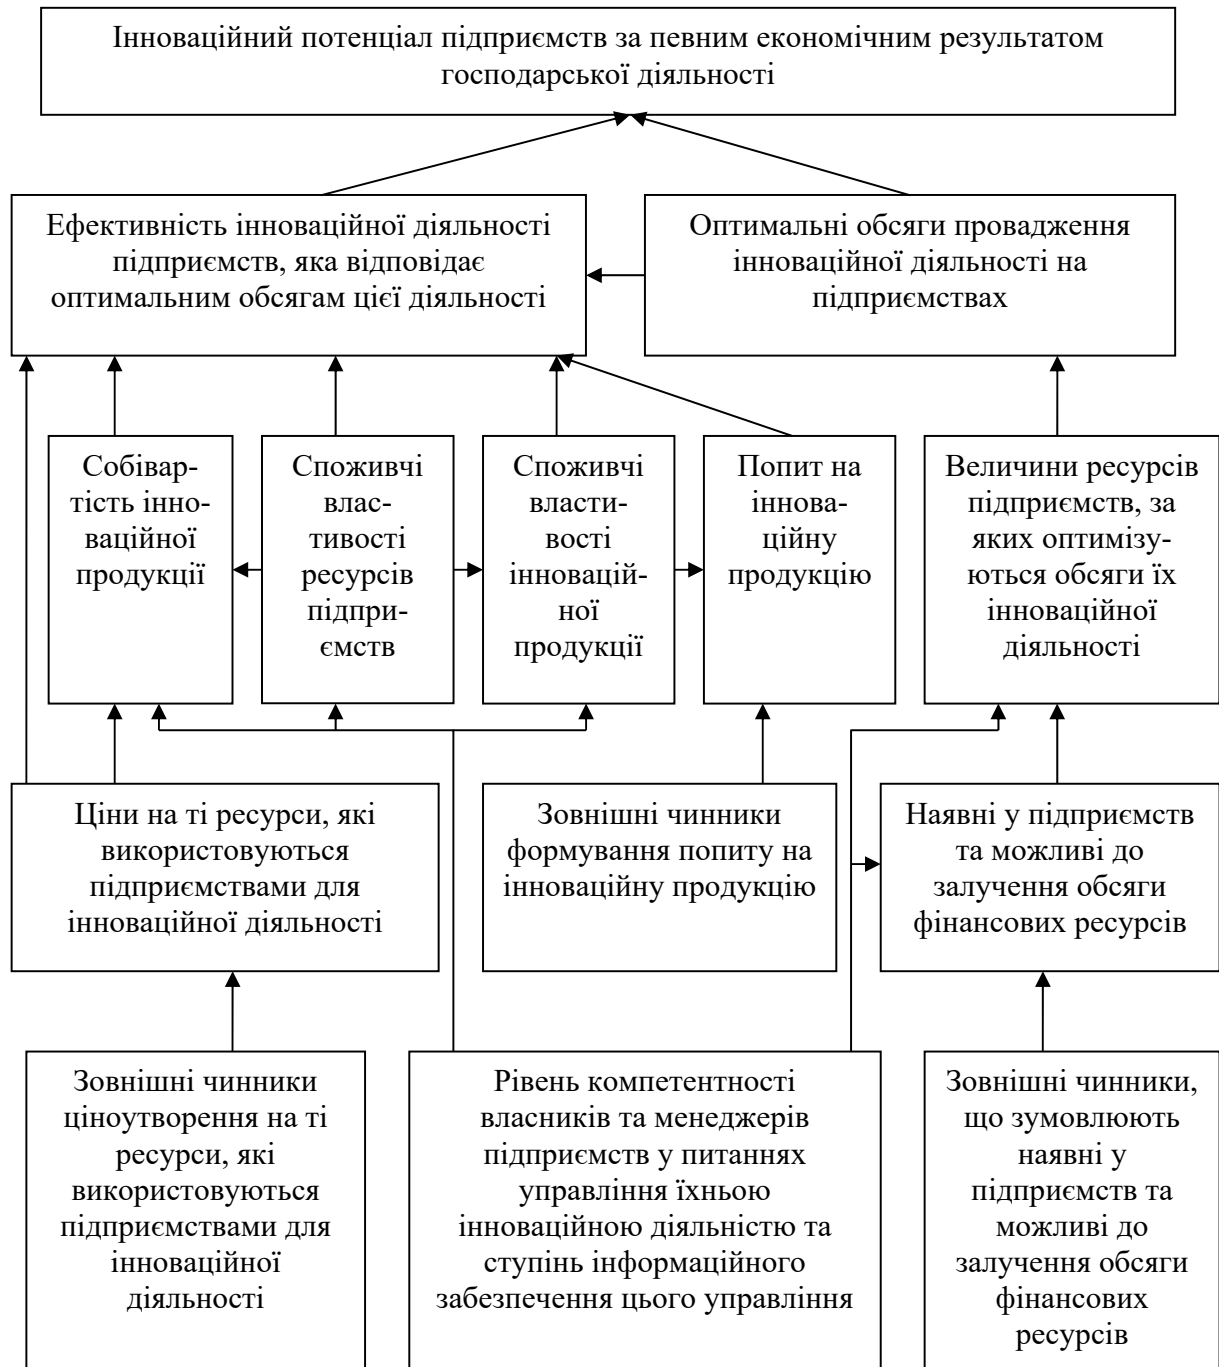 Інноваційний потенціал підприємств за певним економічним результатом
господарської діяльності
Ефективність інноваційної діяльності
підприємств, яка відповідає
оптимальним обсягам цієї діяльності
Оптимальні обсяги провадження
інноваційної діяльності на
підприємствах
Собівар-
тість інно-
ваційної
продукції
Споживчі
влас-
тивості
ресурсів
підпри-
ємств
Споживчі
власти-
вості
інновацій-
ної
продукції
Попит на
іннова-
ційну
продукцію
Величини ресурсів
підприємств, за
яких оптимізу-
ються обсяги їх
інноваційної
діяльності
Ціни на ті ресурси, які
використовуються
підприємствами для
інноваційної діяльності
Зовнішні чинники
формування попиту на
інноваційну продукцію
Наявні у підприємств
та можливі до
залучення обсяги
фінансових ресурсів
Зовнішні чинники
ціноутворення на ті
ресурси, які
використовуються
підприємствами для
інноваційної
діяльності
Рівень компетентності
власників та менеджерів
підприємств у питаннях
управління їхньою
інноваційною діяльністю та
ступінь інформаційного
забезпечення цього управління
Зовнішні чинники,
що зумовлюють
наявні у
підприємств та
можливі до
залучення обсяги
фінансових
ресурсів